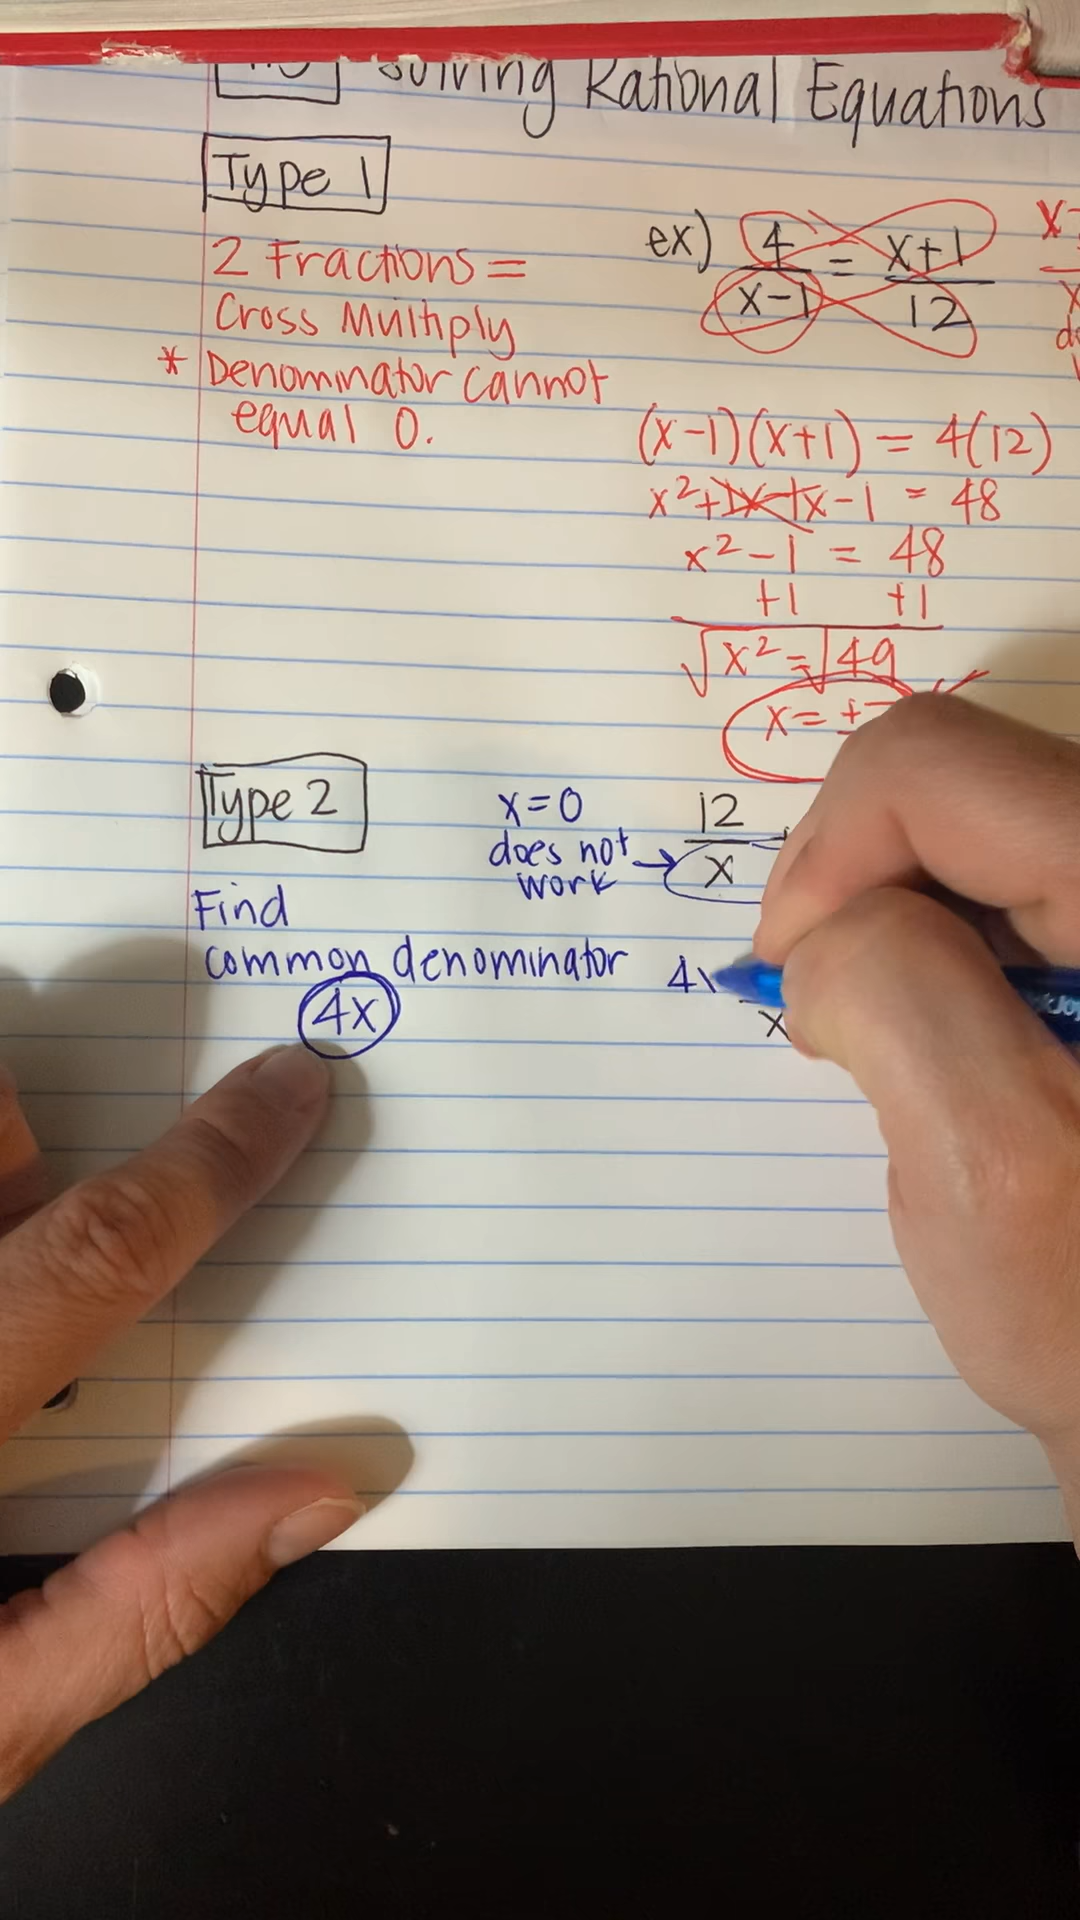 Solving Rational Equations
Type 1
2 Fractions =
Cross Multiply
* Denominator cannot
equal 0.
ex) 4/x-1 = x+1/12
(x-1)(x+1) = 4(12)
x²+1x-1x-1 = 48
x²-1 = 48
+1 +1
√x² = √49
x= ±7
Type 2
x=0
does not
work
12
x
Find
common denominator
4x
4x
x